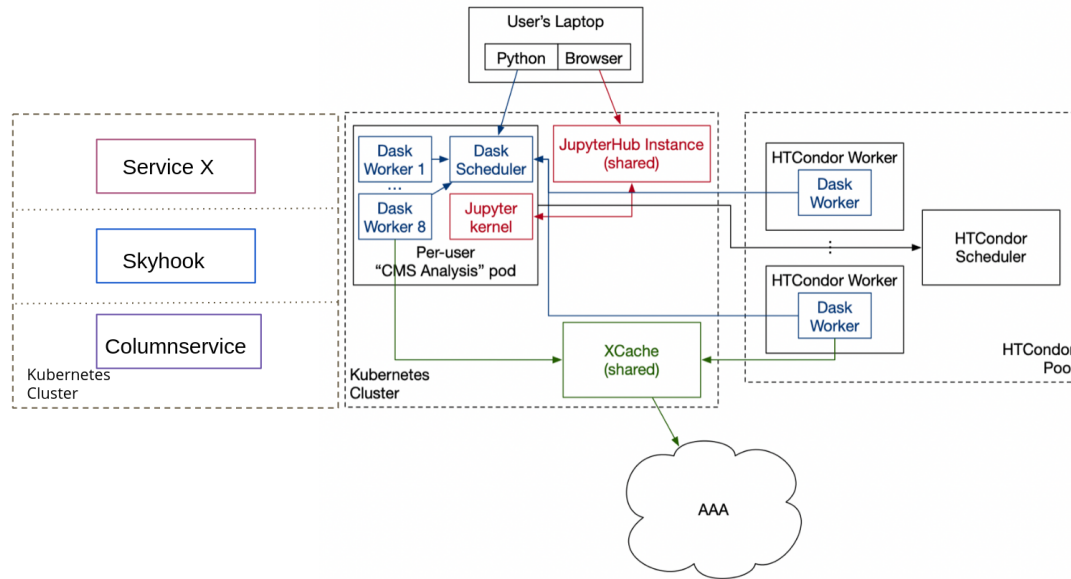 User's Laptop
Python
Browser
Service X
Skyhook
Columnservice
Kubernetes
Cluster
Dask
Worker 1
...
Dask
Worker 8
Dask
Scheduler
Jupyter
kernel
Per-user
“CMS Analysis” pod
JupyterHub Instance
(shared)
XCache
(shared)
Kubernetes
Cluster
HTCondor Worker
Dask
Worker
HTCondor Worker
Dask
Worker
HTCondor
Scheduler
HTCondor
Poo
AAA